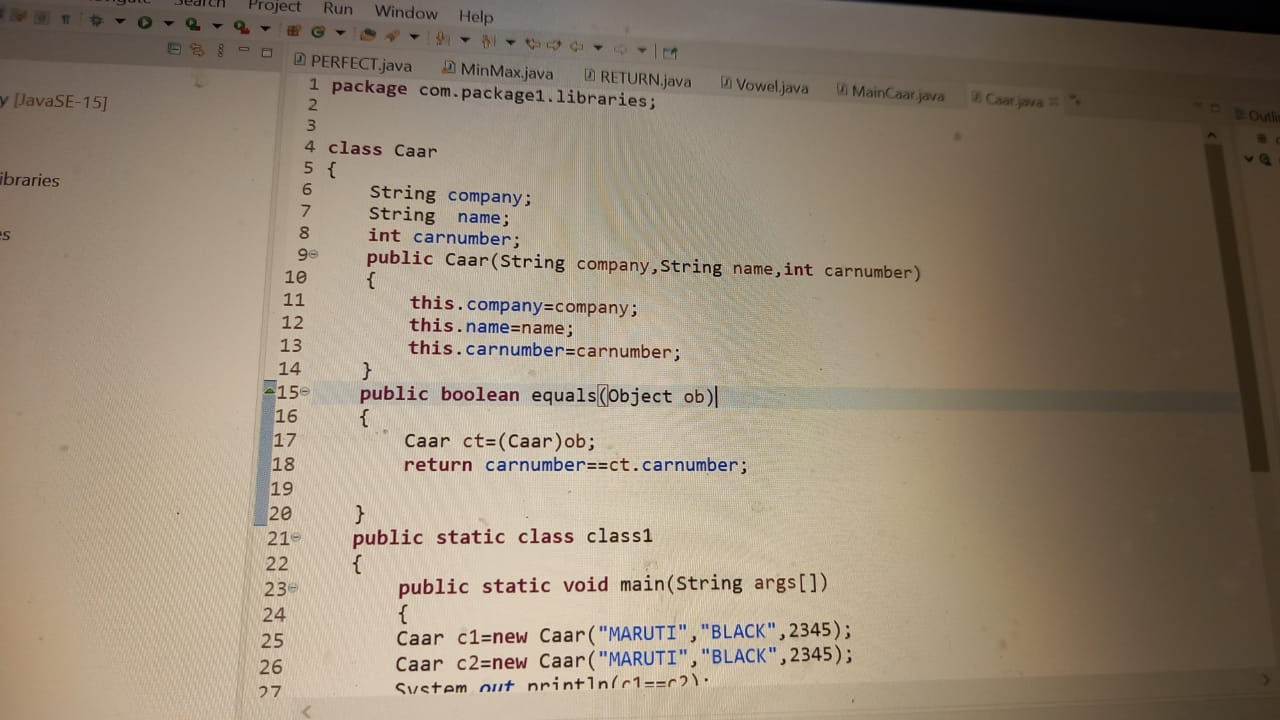 Search Project Run Window Help
PERFECT.java MinMax.java RETURN.java Vowel.java MainCaar.java Caar.java
Outli
y [JavaSE-15]
ibraries
es
1 package com.package1.libraries;
2
3
4 class Caar
5 {
6 String company;
7 String name;
8 int carnumber;
9 public Caar(String company,String name,int carnumber)
10 {
11 this.company=company;
12 this.name=name;
13 this.carnumber=carnumber;
14 }
15 public boolean equals(Object ob)
16 {
17 Caar ct=(Caar)ob;
18 return carnumber==ct.carnumber;
19
20 }
21 public static class class1
22 {
23 public static void main(String args[])
24 {
25 Caar c1=new Caar("MARUTI","BLACK",2345);
26 Caar c2=new Caar("MARUTI","BLACK",2345);
27 System.out.println(c1==c2);